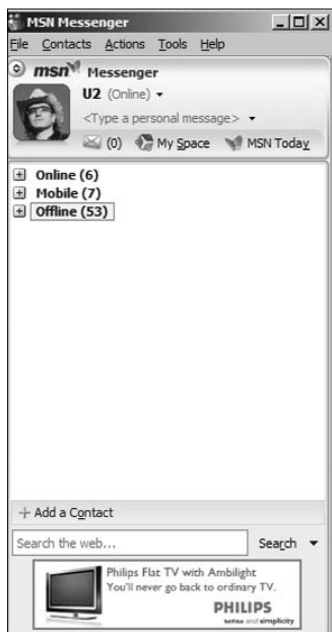 MSN Messenger
File Contacts Actions Tools Help
msn Messenger
U2 (Online)
<Type a personal message>
(0) My Space MSN Today
Online (6)
Mobile (7)
Offline (53)
Add a Contact
Search the web... Search
Philips Flat TV with Ambilight
You'll never go back to ordinary TV.
PHILIPS
sense and simplicity